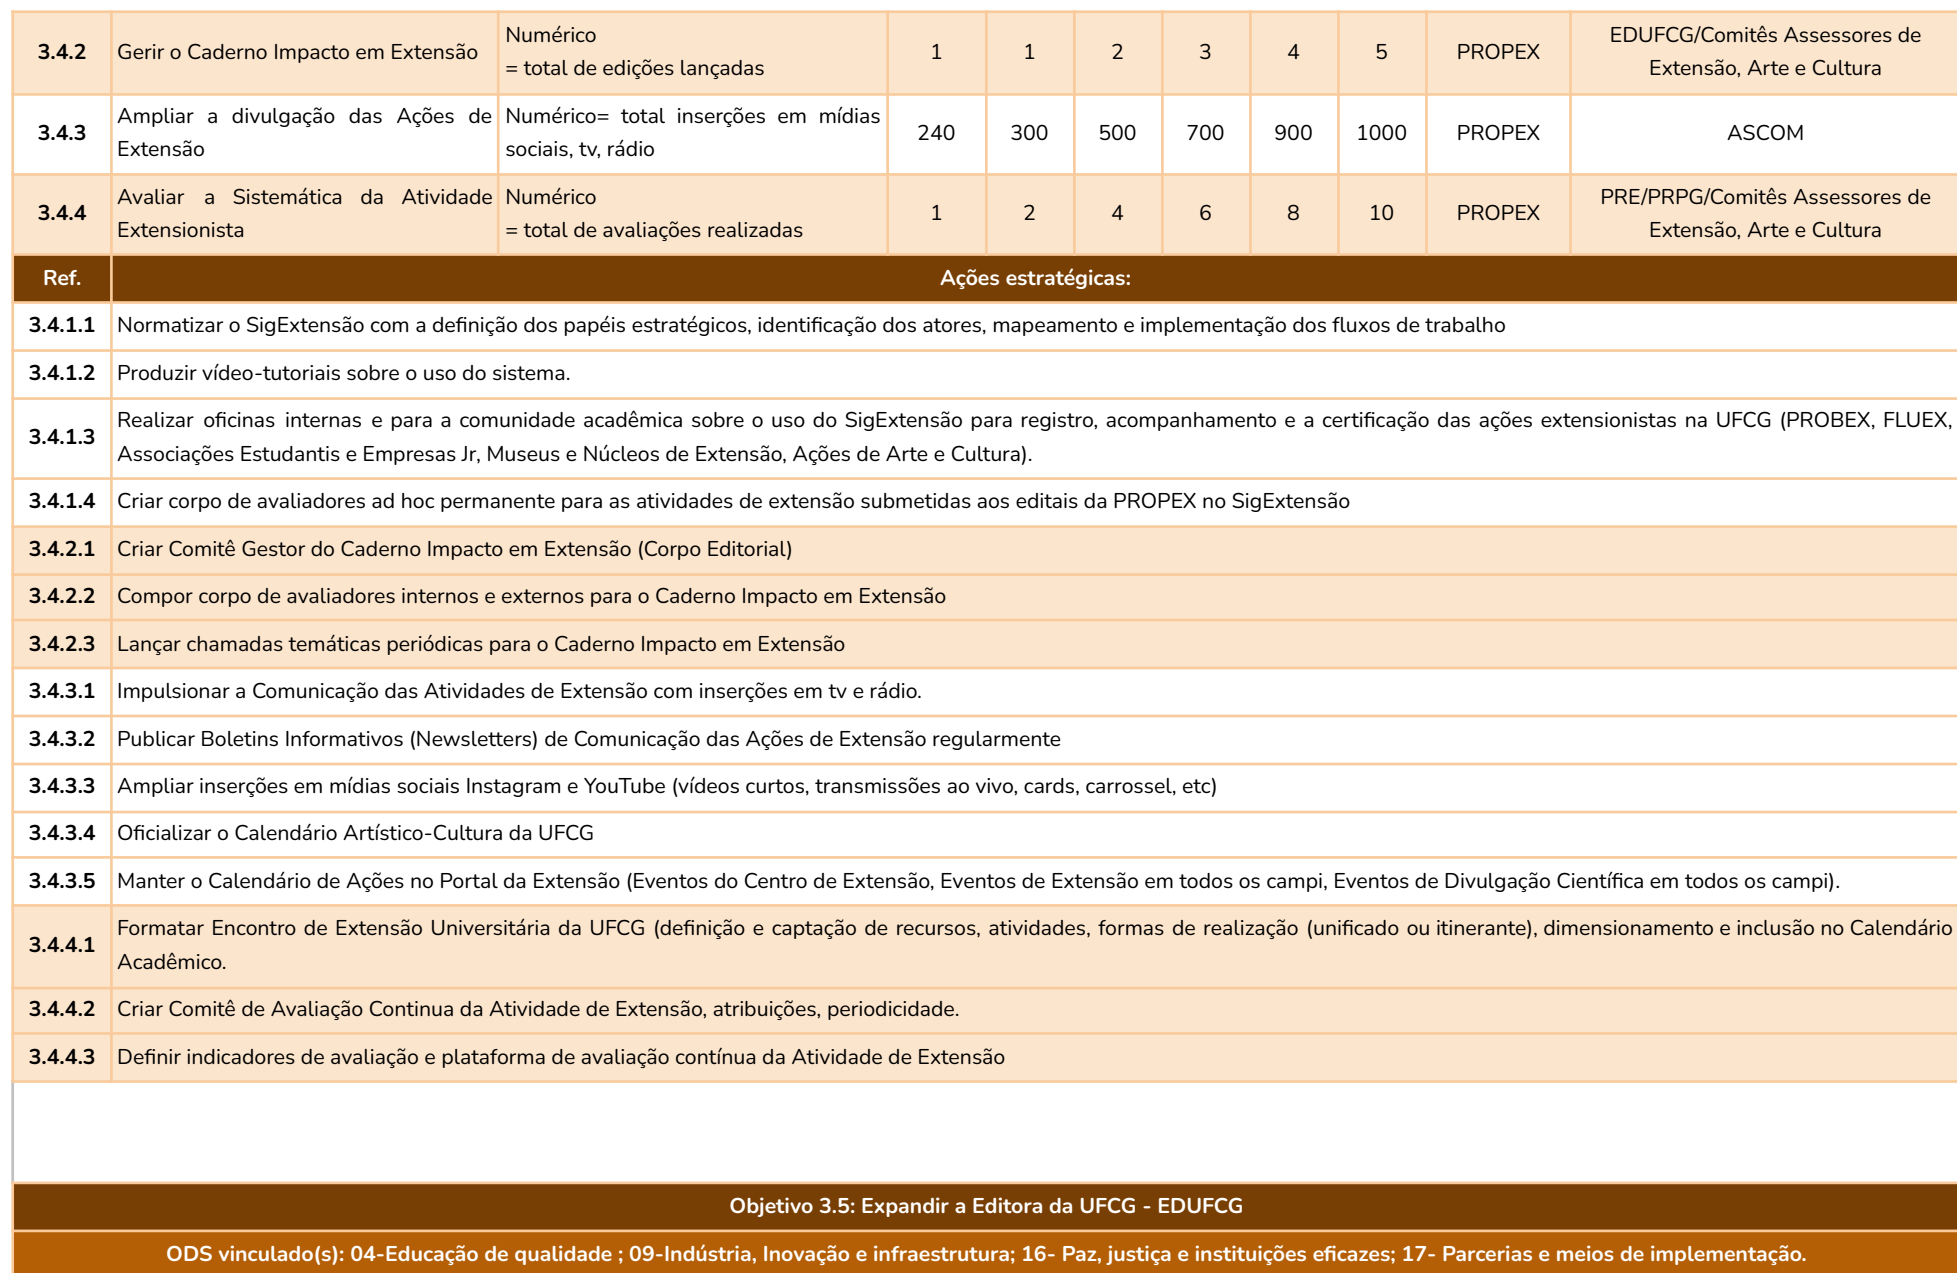 3.4.2 Gerir o Caderno Impacto em Extensão Numérico = total de edições lançadas 1 1 2 3 4 5 PROPEX EDUFCG/Comitês Assessores de Extensão, Arte e Cultura
3.4.3 Ampliar a divulgação das Ações de Extensão Numérico= total inserções em mídias sociais, tv, rádio 240 300 500 700 900 1000 PROPEX ASCOM
3.4.4 Avaliar a Sistemática da Atividade Extensionista Numérico = total de avaliações realizadas 1 2 4 6 8 10 PROPEX PRE/PRPG/Comitês Assessores de Extensão, Arte e Cultura
Ref. Ações estratégicas:
3.4.1.1 Normatizar o SigExtensão com a definição dos papéis estratégicos, identificação dos atores, mapeamento e implementação dos fluxos de trabalho
3.4.1.2 Produzir vídeo-tutoriais sobre o uso do sistema.
3.4.1.3 Realizar oficinas internas e para a comunidade acadêmica sobre o uso do SigExtensão para registro, acompanhamento e a certificação das ações extensionistas na UFCG (PROBEX, FLUEX,
Associações Estudantis e Empresas Jr, Museus e Núcleos de Extensão, Ações de Arte e Cultura).
3.4.1.4 Criar corpo de avaliadores ad hoc permanente para as atividades de extensão submetidas aos editais da PROPEX no SigExtensão
3.4.2.1 Criar Comitê Gestor do Caderno Impacto em Extensão (Corpo Editorial)
3.4.2.2 Compor corpo de avaliadores internos e externos para o Caderno Impacto em Extensão
3.4.2.3 Lançar chamadas temáticas periódicas para o Caderno Impacto em Extensão
3.4.3.1 Impulsionar a Comunicação das Atividades de Extensão com inserções em tv e rádio.
3.4.3.2 Publicar Boletins Informativos (Newsletters) de Comunicação das Ações de Extensão regularmente
3.4.3.3 Ampliar inserções em mídias sociais Instagram e YouTube (vídeos curtos, transmissões ao vivo, cards, carrossel, etc)
3.4.3.4 Oficializar o Calendário Artístico-Cultura da UFCG
3.4.3.5 Manter o Calendário de Ações no Portal da Extensão (Eventos do Centro de Extensão, Eventos de Extensão em todos os campi, Eventos de Divulgação Científica em todos os campi).
3.4.4.1 Formatar Encontro de Extensão Universitária da UFCG (definição e captação de recursos, atividades, formas de realização (unificado ou itinerante), dimensionamento e inclusão no Calendário
Acadêmico.
3.4.4.2 Criar Comitê de Avaliação Continua da Atividade de Extensão, atribuições, periodicidade.
3.4.4.3 Definir indicadores de avaliação e plataforma de avaliação contínua da Atividade de Extensão
Objetivo 3.5: Expandir a Editora da UFCG - EDUFCG
ODS vinculado(s): 04-Educação de qualidade ; 09-Indústria, Inovação e infraestrutura; 16- Paz, justiça e instituições eficazes; 17- Parcerias e meios de implementação.